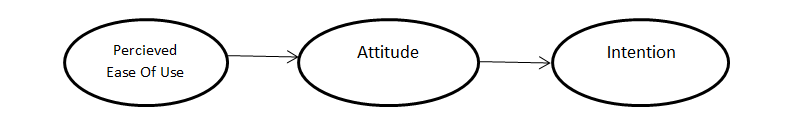 Percieved
Ease Of Use
Attitude
Intention